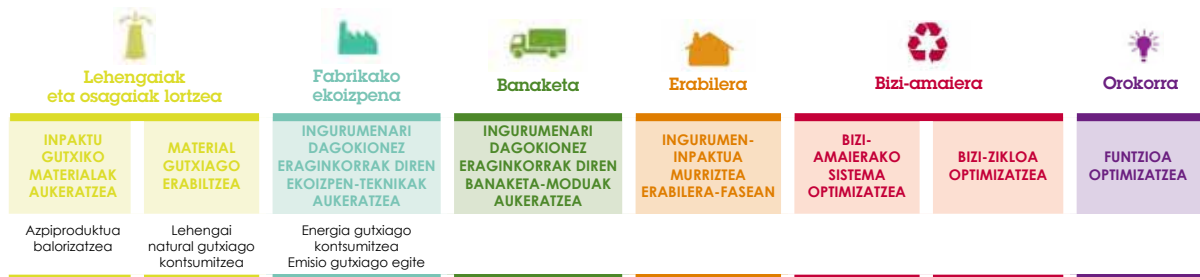 Lehengaiak
eta osagaiak lortzea
Fabrikako
ekoizpena
Banaketa
Erabilera
Bizi-amaiera
Orokorra
INPAKTU
GUTXIKO
MATERIALAK
AUKERATZEA
MATERIAL
GUTXIAGO
ERABILTZEA
INGURUMENARI
DAGOKIONEZ
ERAGINKORRAK DIREN
EKOIZPEN-TEKNIKAK
AUKERATZEA
INGURUMENARI
DAGOKIONEZ
ERAGINKORRAK DIREN
BANAKETA-MODUAK
AUKERATZEA
INGURUMEN-
INPAKTUA
MURRIZTEA
ERABILERA-FASEAN
BIZI-
AMAIERAKO
SISTEMA
OPTIMIZATZEA
BIZI-ZIKLOA
OPTIMIZATZEA
FUNTZIOA
OPTIMIZATZEA
Azpiproduktua
balorizatzea
Lehengai
natural gutxiago
kontsumitzea
Energia gutxiago
kontsumitzea
Emisio gutxiago egite